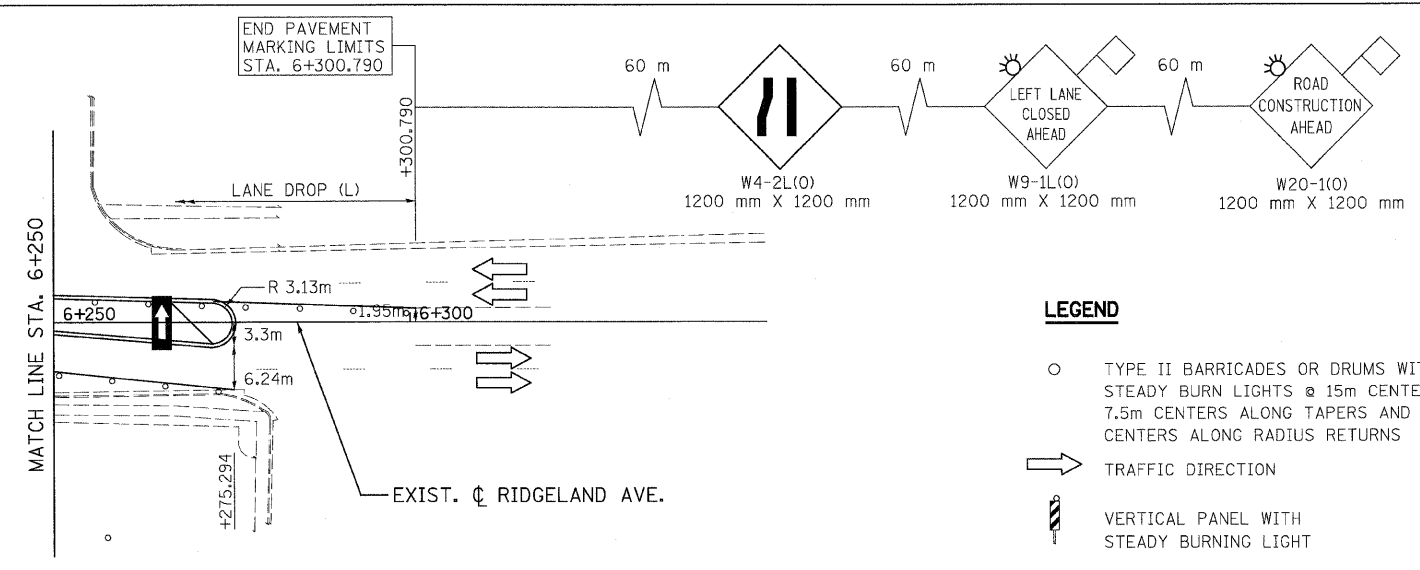 END PAVEMENT
MARKING LIMITS
STA. 6+300.790
60 m
60 m
60 m
LEFT LANE
CLOSED
AHEAD
ROAD
CONSTRUCTION
AHEAD
W4-2L(O)
1200 mm X 1200 mm
W9-1L(O)
1200 mm X 1200 mm
W20-1(O)
1200 mm X 1200 mm
+300.790
LANE DROP (L)
MATCH LINE STA. 6+250
R 3.13m
6+250
1.95m
6+300
3.3m
6.24m
+275.294
EXIST. ℄ RIDGELAND AVE.
LEGEND
TYPE II BARRICADES OR DRUMS WIT
STEADY BURN LIGHTS @ 15m CENTE
7.5m CENTERS ALONG TAPERS AND
CENTERS ALONG RADIUS RETURNS
TRAFFIC DIRECTION
VERTICAL PANEL WITH
STEADY BURNING LIGHT